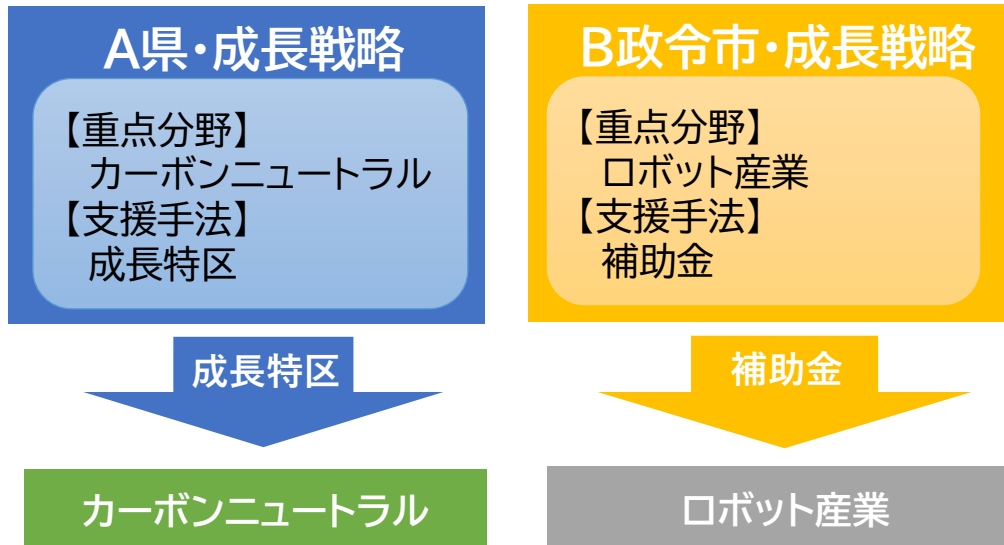 A県・成長戦略
【重点分野】
カーボンニュートラル
【支援手法】
成長特区
成長特区
カーボンニュートラル
B政令市・成長戦略
【重点分野】
ロボット産業
【支援手法】
補助金
補助金
ロボット産業